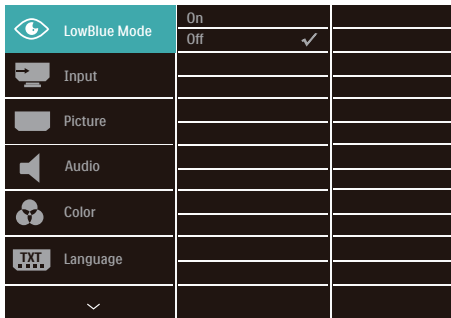 LowBlue Mode
On
Off
Input
Picture
Audio
Color
TXT
Language